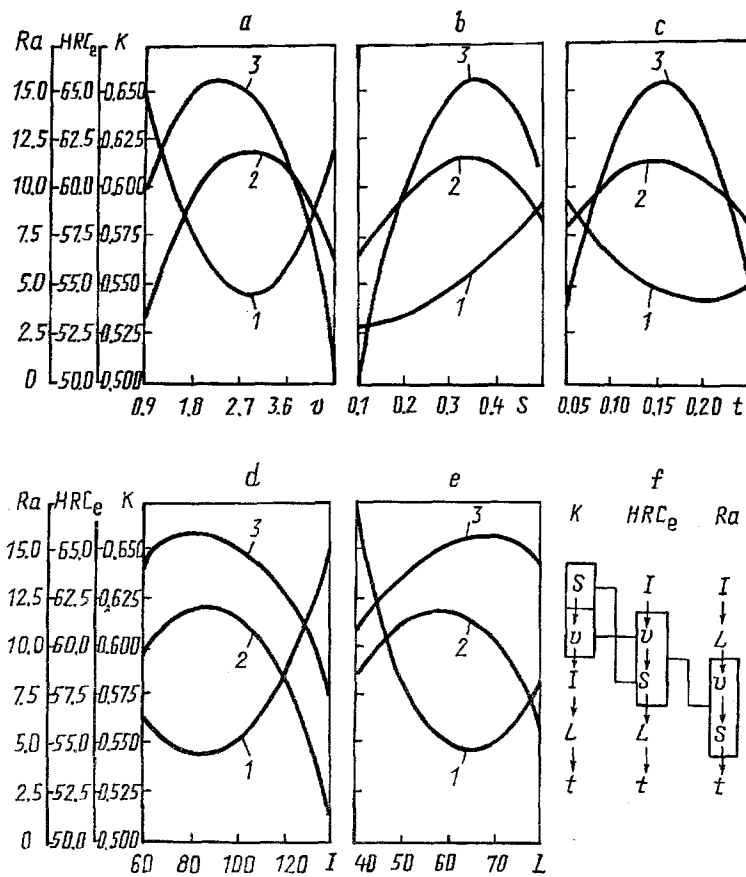 a b c
Ra HRCe K
15.0 65.0 0.650
12.5 62.5 0.625
10.0 60.0 0.600
7.5 57.5 0.575
5.0 55.0 0.550
2.5 52.5 0.525
0 50.0 0.500
3
2
1
3
2
1
3
2
1
0.9 1.8 2.7 3.6 υ
0.1 0.2 0.3 0.4 S
0.05 0.10 0.15 0.20 t
d e f
Ra HRCe K
15.0 65.0 0.650
12.5 62.5 0.625
10.0 60.0 0.600
7.5 57.5 0.575
5.0 55.0 0.550
2.5 52.5 0.525
0 50.0 0.500
3
2
1
3
2
1
60 80 100 120 I
40 50 60 70 L
K HRCe Ra
S I I
υ υ L
I S υ
L L S
t t t